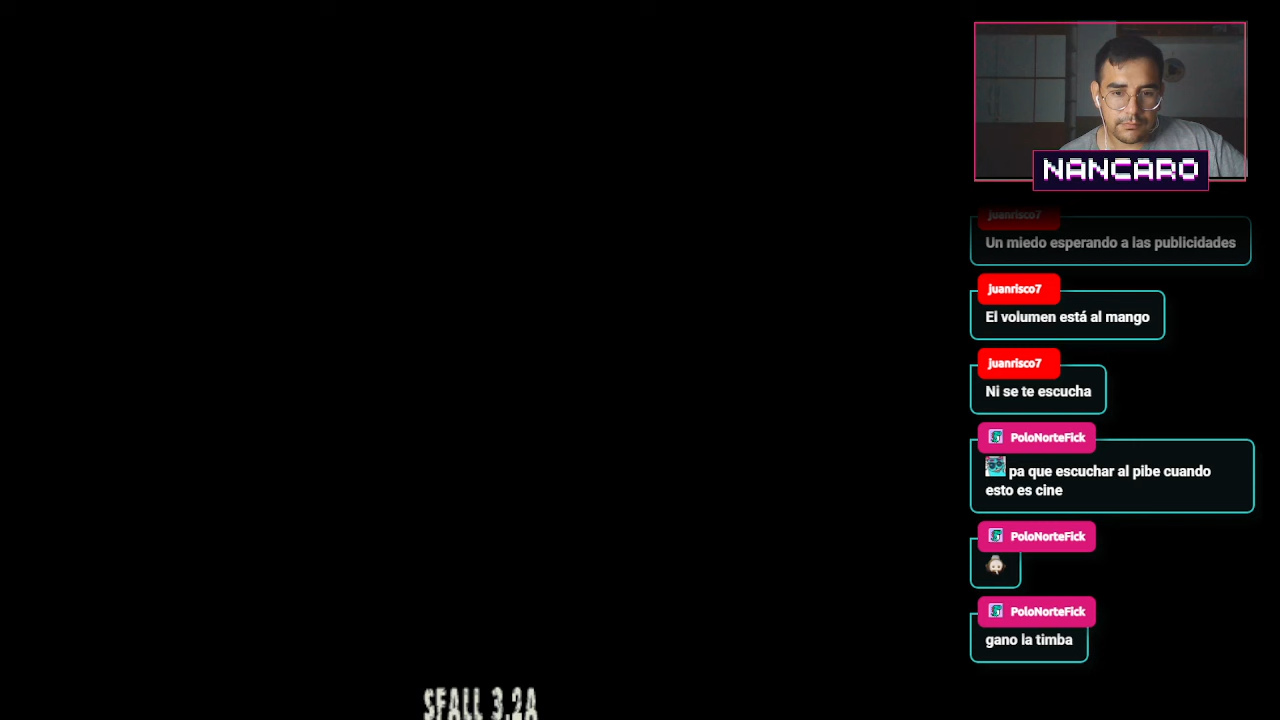 NANCARO
juanrisco7
Un miedo esperando a las publicidades
juanrisco7
El volumen está al mango
juanrisco7
Ni se te escucha
PoloNorteFick
pa que escuchar al pibe cuando
esto es cine
PoloNorteFick
PoloNorteFick
gano la timba
SFALL 3.2A